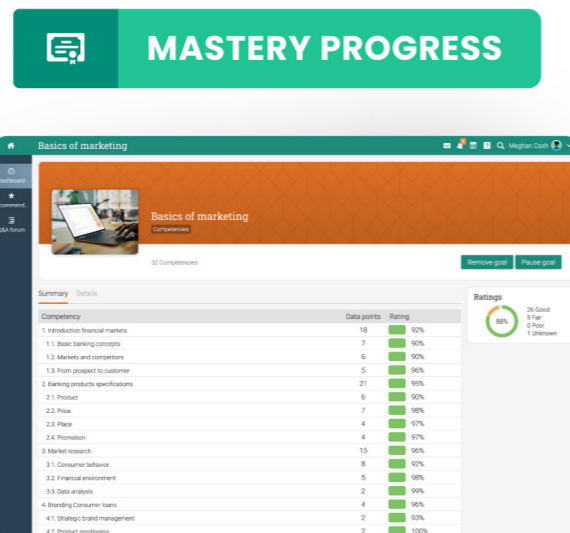 MASTERY PROGRESS
Basics of marketing
Meghan Cash
Dashboard
Q&A forum
Basics of marketing
Competencies
32 Competencies
Remove goal Pause goal
Summary Details
Ratings
88%
26 Good
5 Fair
0 Poor
1 Unknown
Competency Data points Rating
1. Introduction financial markets 18 92%
1.1. Basic banking concepts 7 90%
1.2. Markets and competitors 6 90%
1.3. From prospect to customer 5 96%
2. Banking products specifications 21 95%
2.1. Product 6 90%
2.2. Price 7 98%
2.3. Place 4 97%
2.4. Promotion 4 97%
3. Market research 15 96%
3.1. Consumer behavior 8 92%
3.2. Financial environment 5 98%
3.3. Data analysis 2 99%
4. Branding Consumer loans 4 96%
4.1. Strategic brand management 2 93%
4.2. Product positioning 2 100%